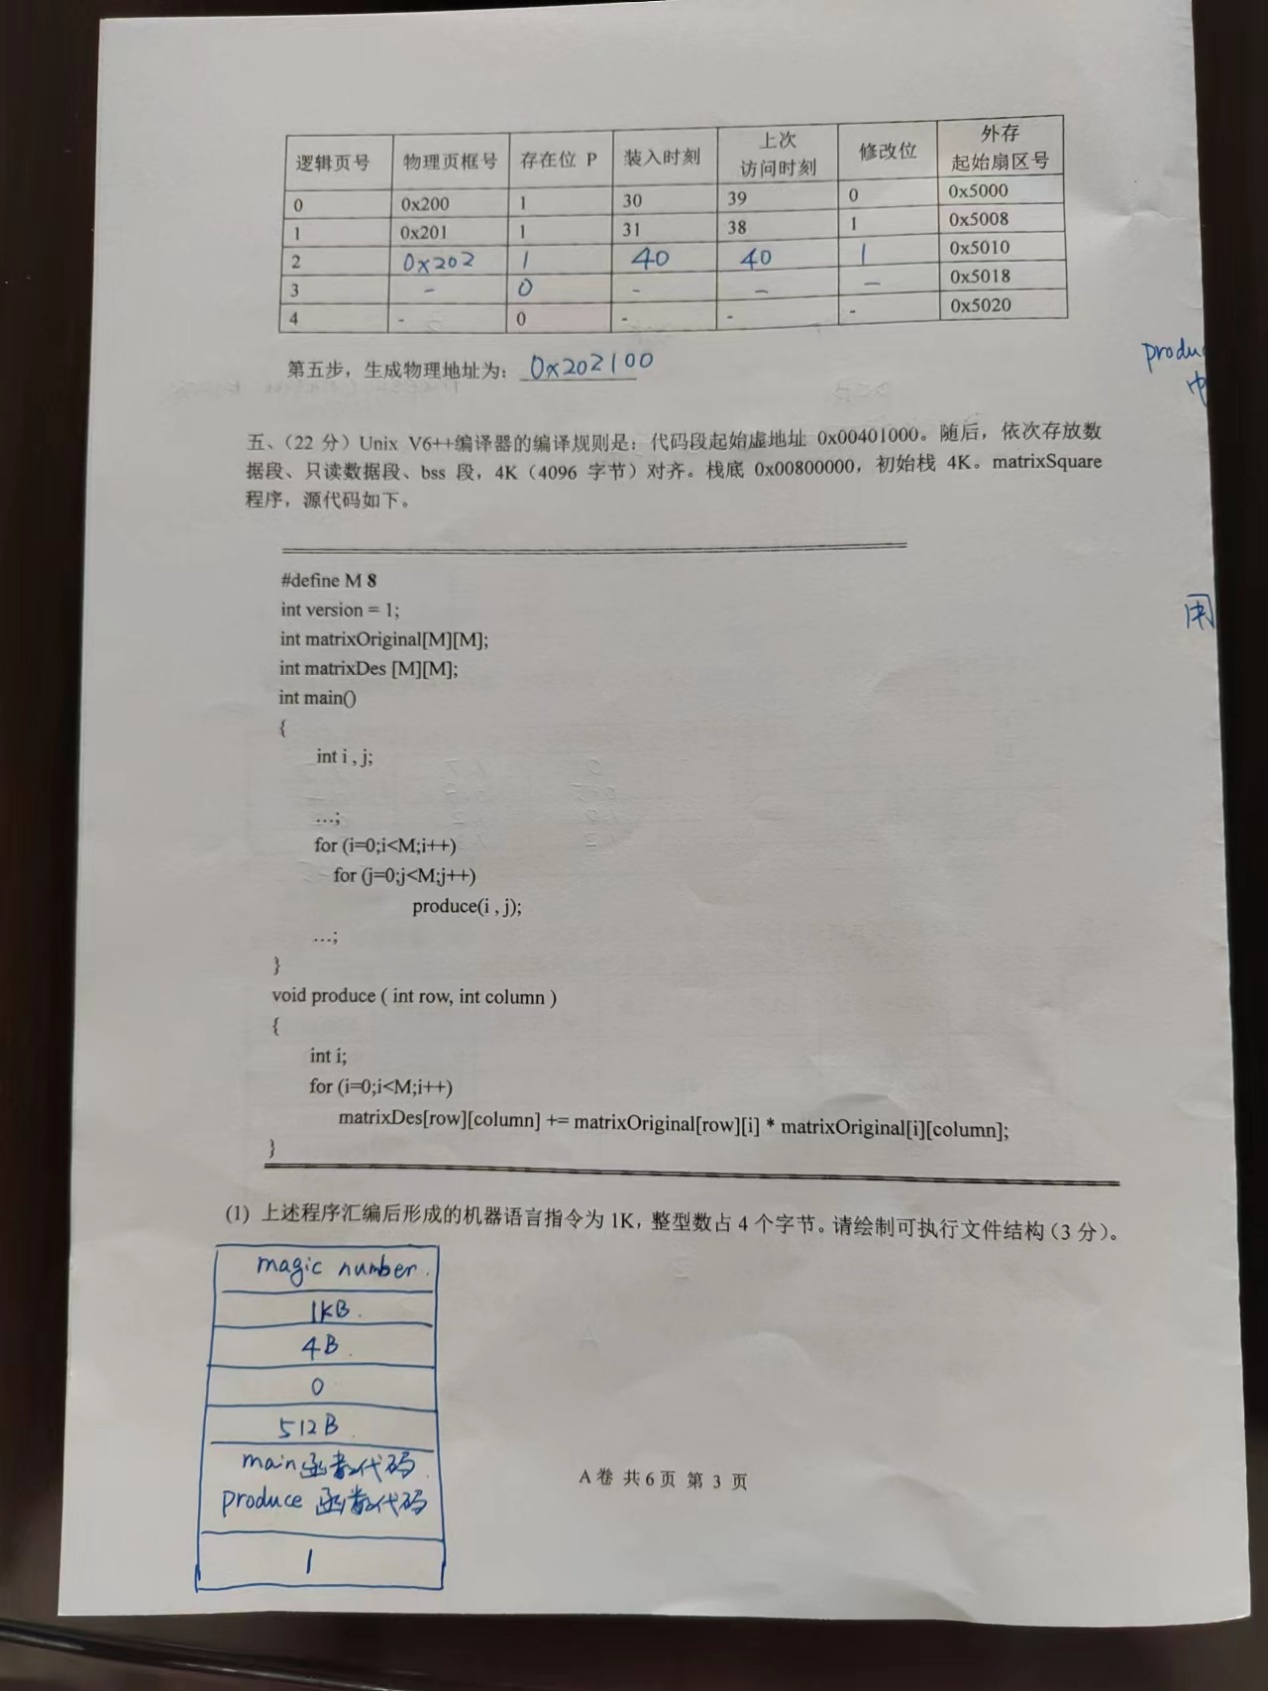 逻辑页号 物理页框号 存在位 P 装入时刻 上次访问时刻 修改位 外存起始扇区号
0 0x200 1 30 39 0 0x5000
1 0x201 1 31 38 1 0x5008
2 0x202 1 40 40 1 0x5010
3 - 0 - - - 0x5018
4 - 0 - - - 0x5020
第五步，生成物理地址为：0x202100
produ
中
五、（22 分）Unix V6++编译器的编译规则是：代码段起始虚地址 0x00401000。随后，依次存放数
据段、只读数据段、bss 段，4K（4096 字节）对齐。栈底 0x00800000，初始栈 4K。matrixSquare
程序，源代码如下。
#define M 8
int version = 1;
int matrixOriginal[M][M];
用
int matrixDes [M][M];
int main()
{
int i , j;
…;
for (i=0;i<M;i++)
for (j=0;j<M;j++)
produce(i , j);
…;
}
void produce ( int row, int column )
{
int i;
for (i=0;i<M;i++)
matrixDes[row][column] += matrixOriginal[row][i] * matrixOriginal[i][column];
}
(1) 上述程序汇编后形成的机器语言指令为 1K，整型数占 4 个字节。请绘制可执行文件结构（3 分）。
magic number.
1KB.
4B.
0
512B.
main函数代码.
produce 函数代码
1
A 卷 共 6 页 第 3 页